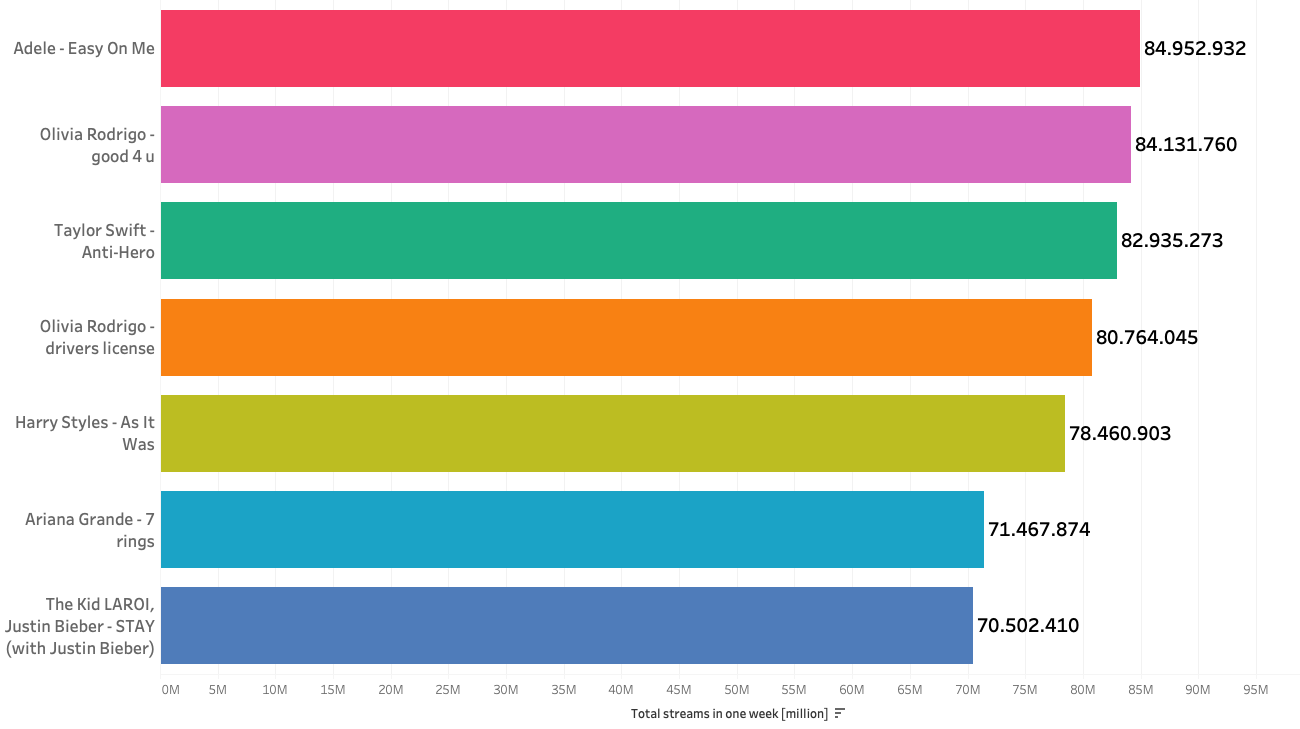 Adele - Easy On Me
84.952.932
Olivia Rodrigo -
good 4 u
84.131.760
Taylor Swift -
Anti-Hero
82.935.273
Olivia Rodrigo -
drivers license
80.764.045
Harry Styles - As It
Was
78.460.903
Ariana Grande - 7
rings
71.467.874
The Kid LAROI,
Justin Bieber - STAY
(with Justin Bieber)
70.502.410
0M 5M 10M 15M 20M 25M 30M 35M 40M 45M 50M 55M 60M 65M 70M 75M 80M 85M 90M 95M
Total streams in one week [million]